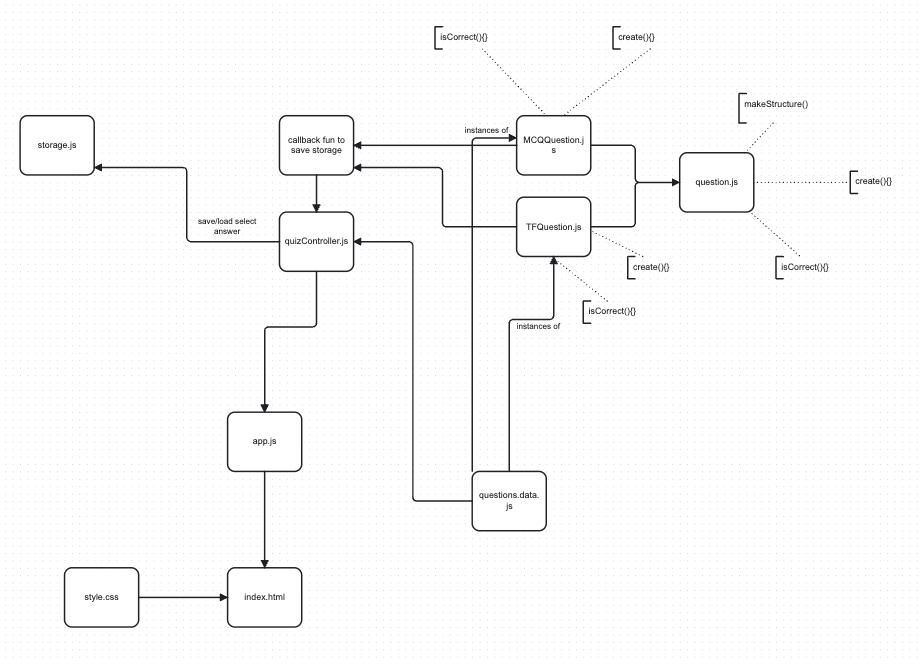 isCorrect(){}
create(){}
makeStructure()
storage.js
callback fun to
save storage
instances of
MCQQuestion.j
s
question.js
create(){}
save/load select
answer
quizController.js
TFQuestion.js
create(){}
isCorrect(){}
isCorrect(){}
instances of
app.js
questions.data.
js
style.css
index.html